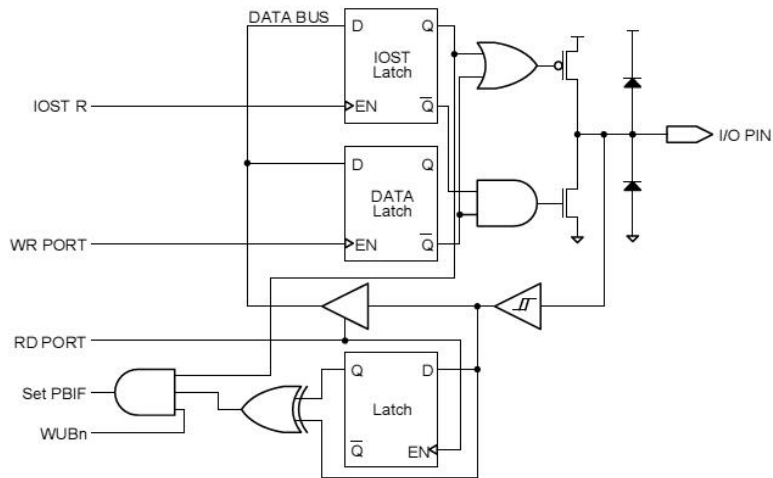 DATA BUS
D Q
IOST
Latch
IOST R
EN Q
I/O PIN
D Q
DATA
Latch
WR PORT
EN Q
RD PORT
Q D
Set PBIF
Latch
WUBn
Q EN